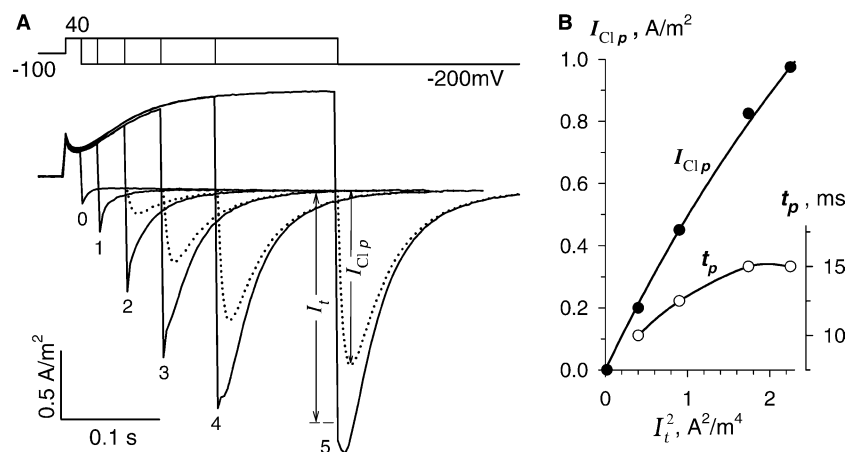 A
40
-100
-200mV
0
1
2
3
4
5
I_t
I_Cl p
0.5 A/m²
0.1 s
B
I_Cl p , A/m²
1.0
0.8
0.6
0.4
0.2
0.0
I_Cl p
t_p , ms
t_p
15
10
0
1
2
I_t², A²/m⁴